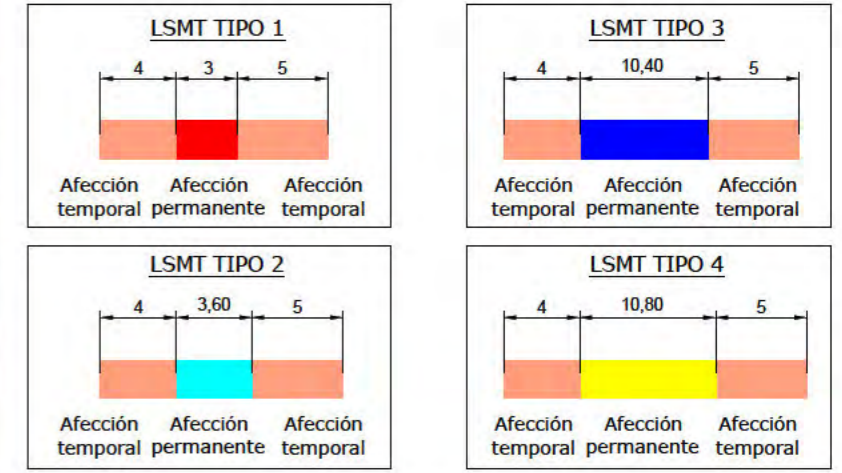 LSMT TIPO 1
4 3 5
Afección Afección Afección
temporal permanente temporal
LSMT TIPO 3
4 10,40 5
Afección Afección Afección
temporal permanente temporal
LSMT TIPO 2
4 3,60 5
Afección Afección Afección
temporal permanente temporal
LSMT TIPO 4
4 10,80 5
Afección Afección Afección
temporal permanente temporal